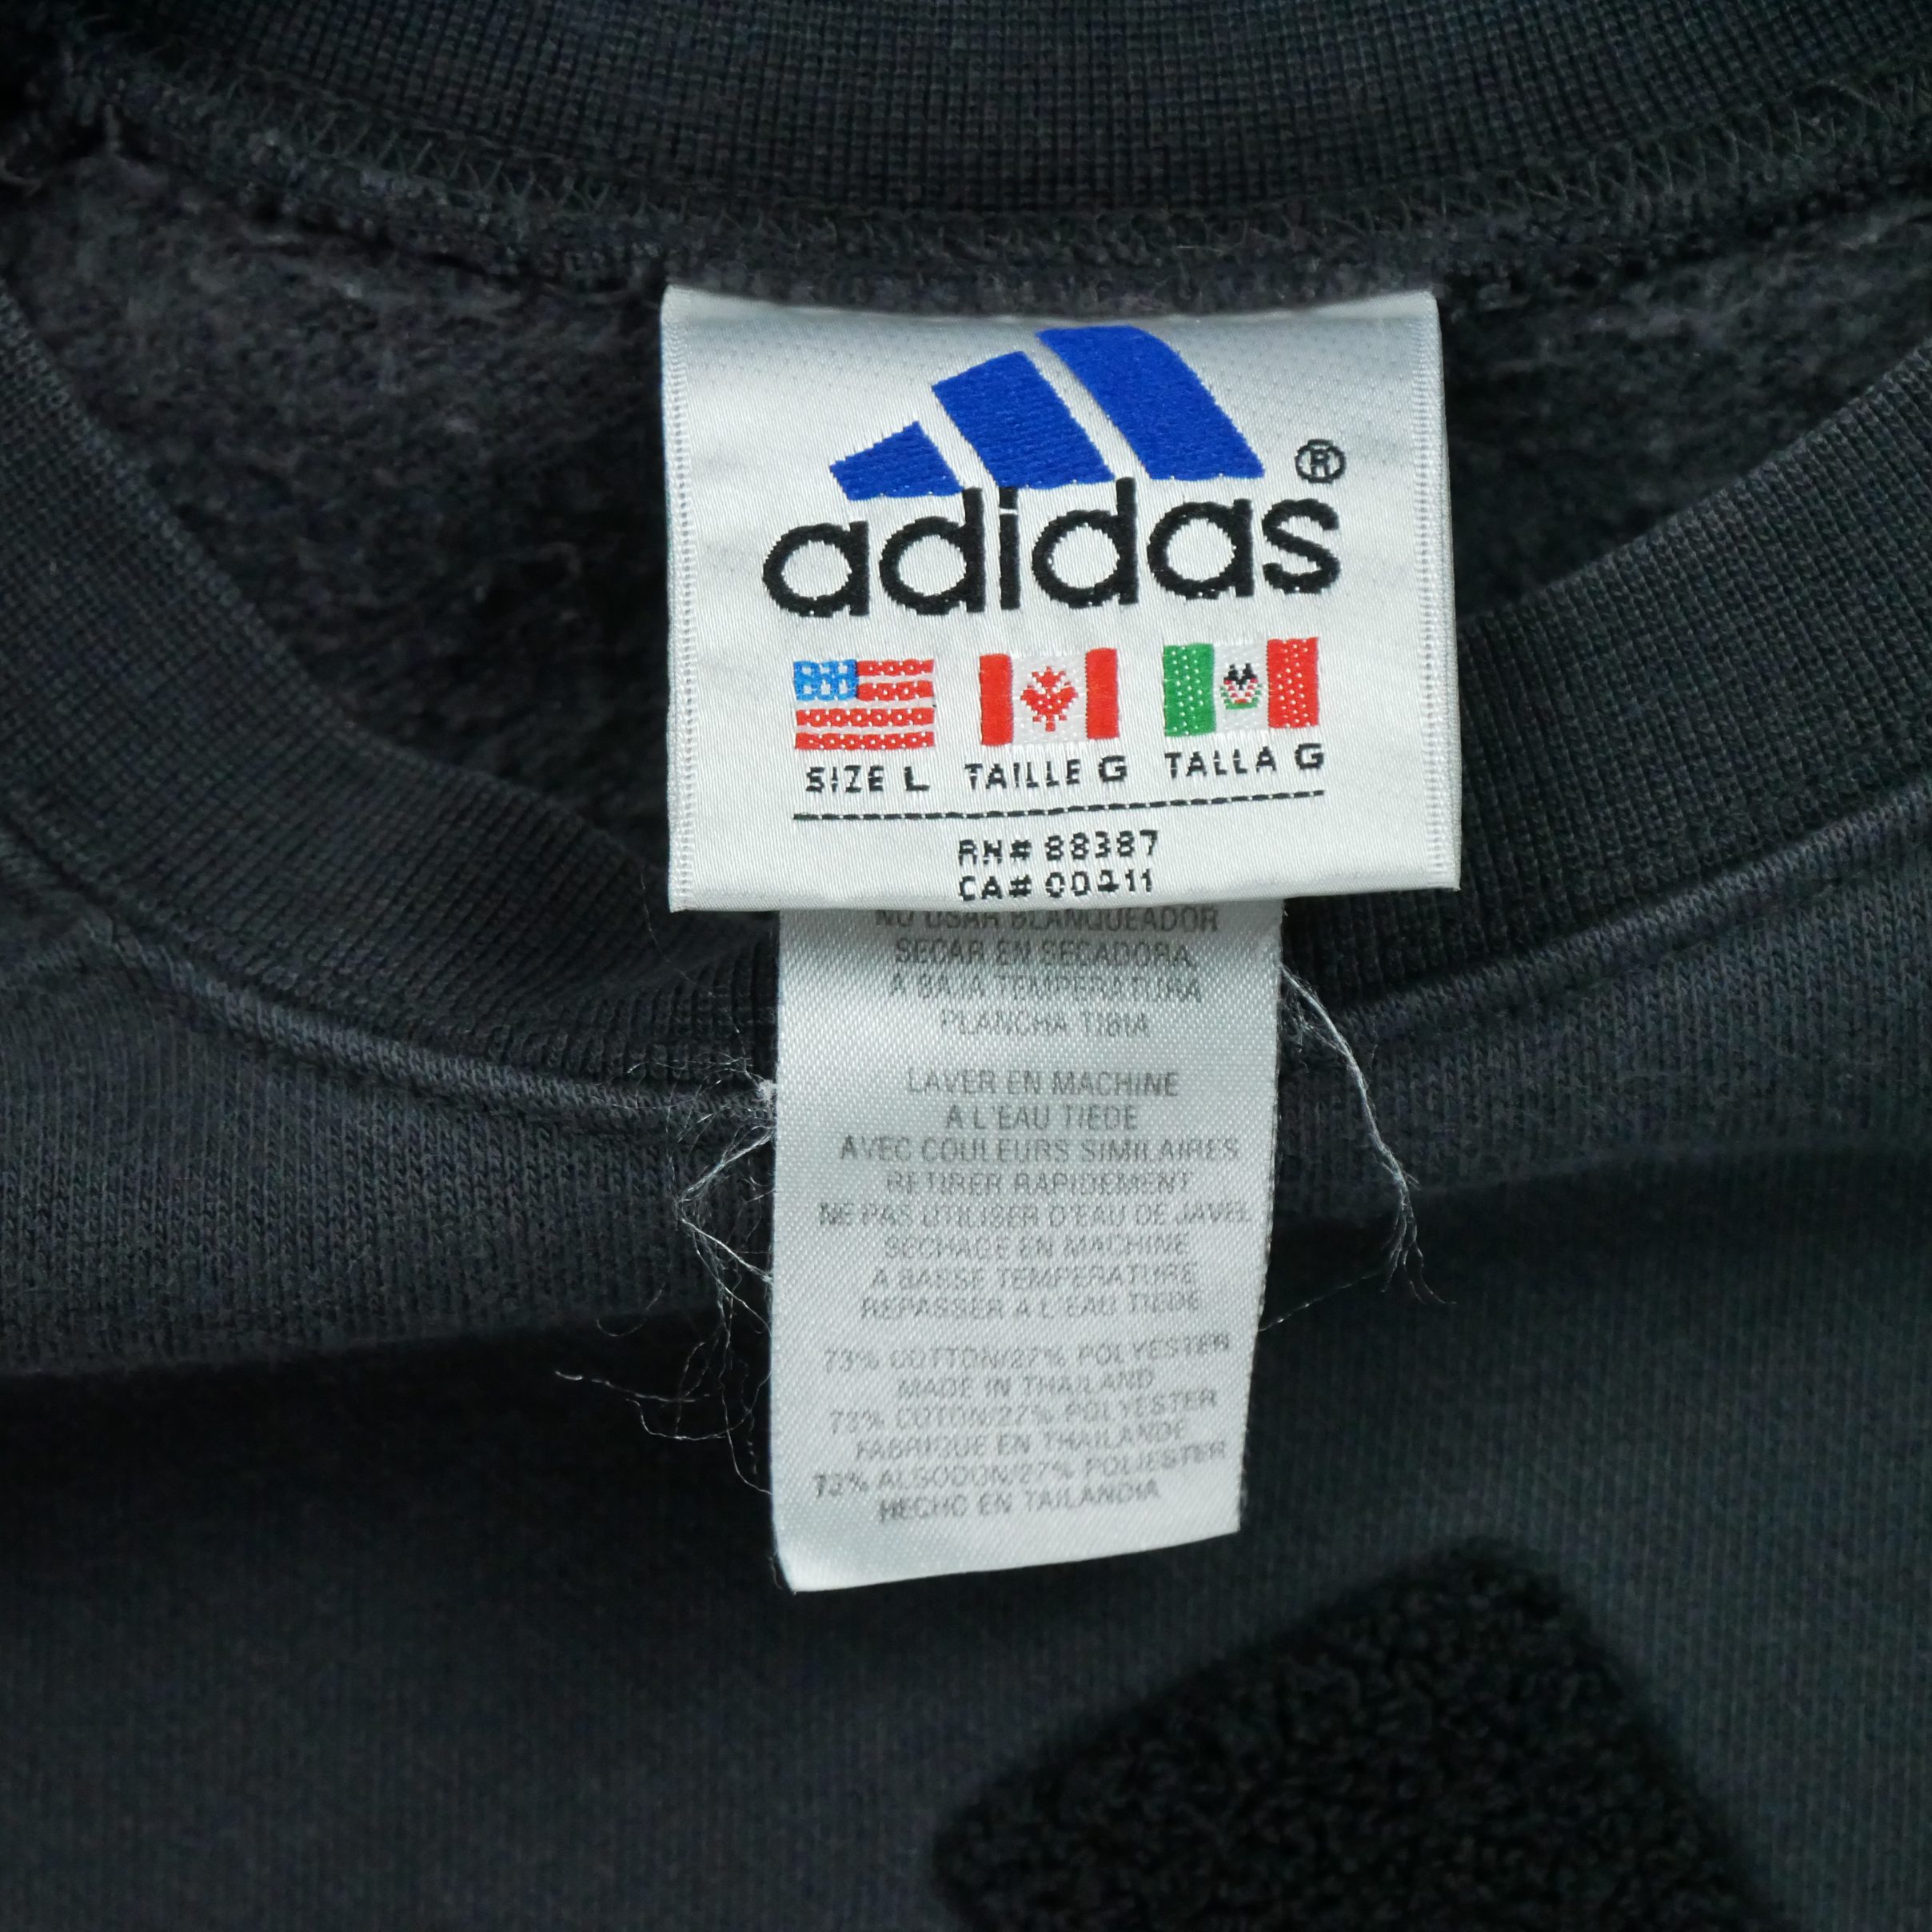 adidas®
SIZE L TAILLE G TALLA G
RN# 88387
CA# 00411
NO USAR BLANQUEADOR
SECAR EN SECADORA
A BAJA TEMPERATURA
PLANCHA TIBIA
LAVER EN MACHINE
A L'EAU TIEDE
AVEC COULEURS SIMILAIRES
RETIRER RAPIDEMENT
NE PAS UTILISER D'EAU DE JAVEL
SECHAGE EN MACHINE
A BASSE TEMPERATURE
REPASSER A L'EAU TIEDE
73% COTTON/27% POLYESTER
MADE IN THAILAND
73% COTON/27% POLYESTER
FABRIQUE EN THAILANDE
73% ALGODON/27% POLIESTER
HECHO EN TAILANDIA